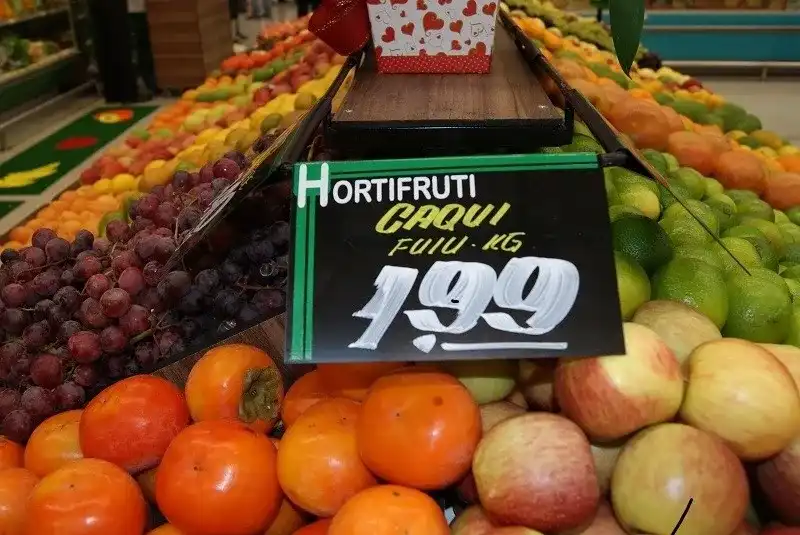 HORTIFRUTI
CAQUI
FUIU. KG
1,99